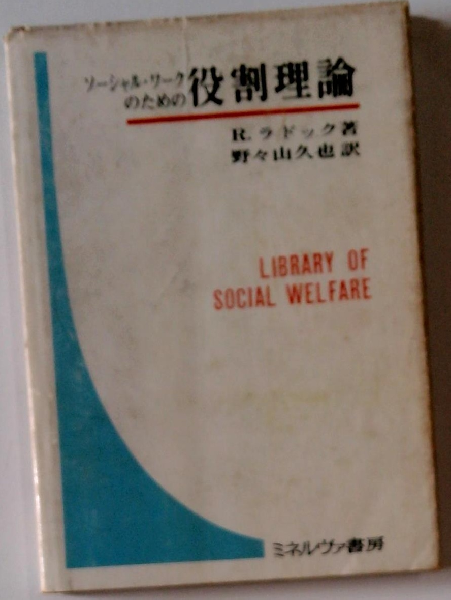 ソーシャル・ワーク
のための役割理論
R. ラドック著
野々山久也訳
LIBRARY OF
SOCIAL WELFARE
ミネルヴァ書房